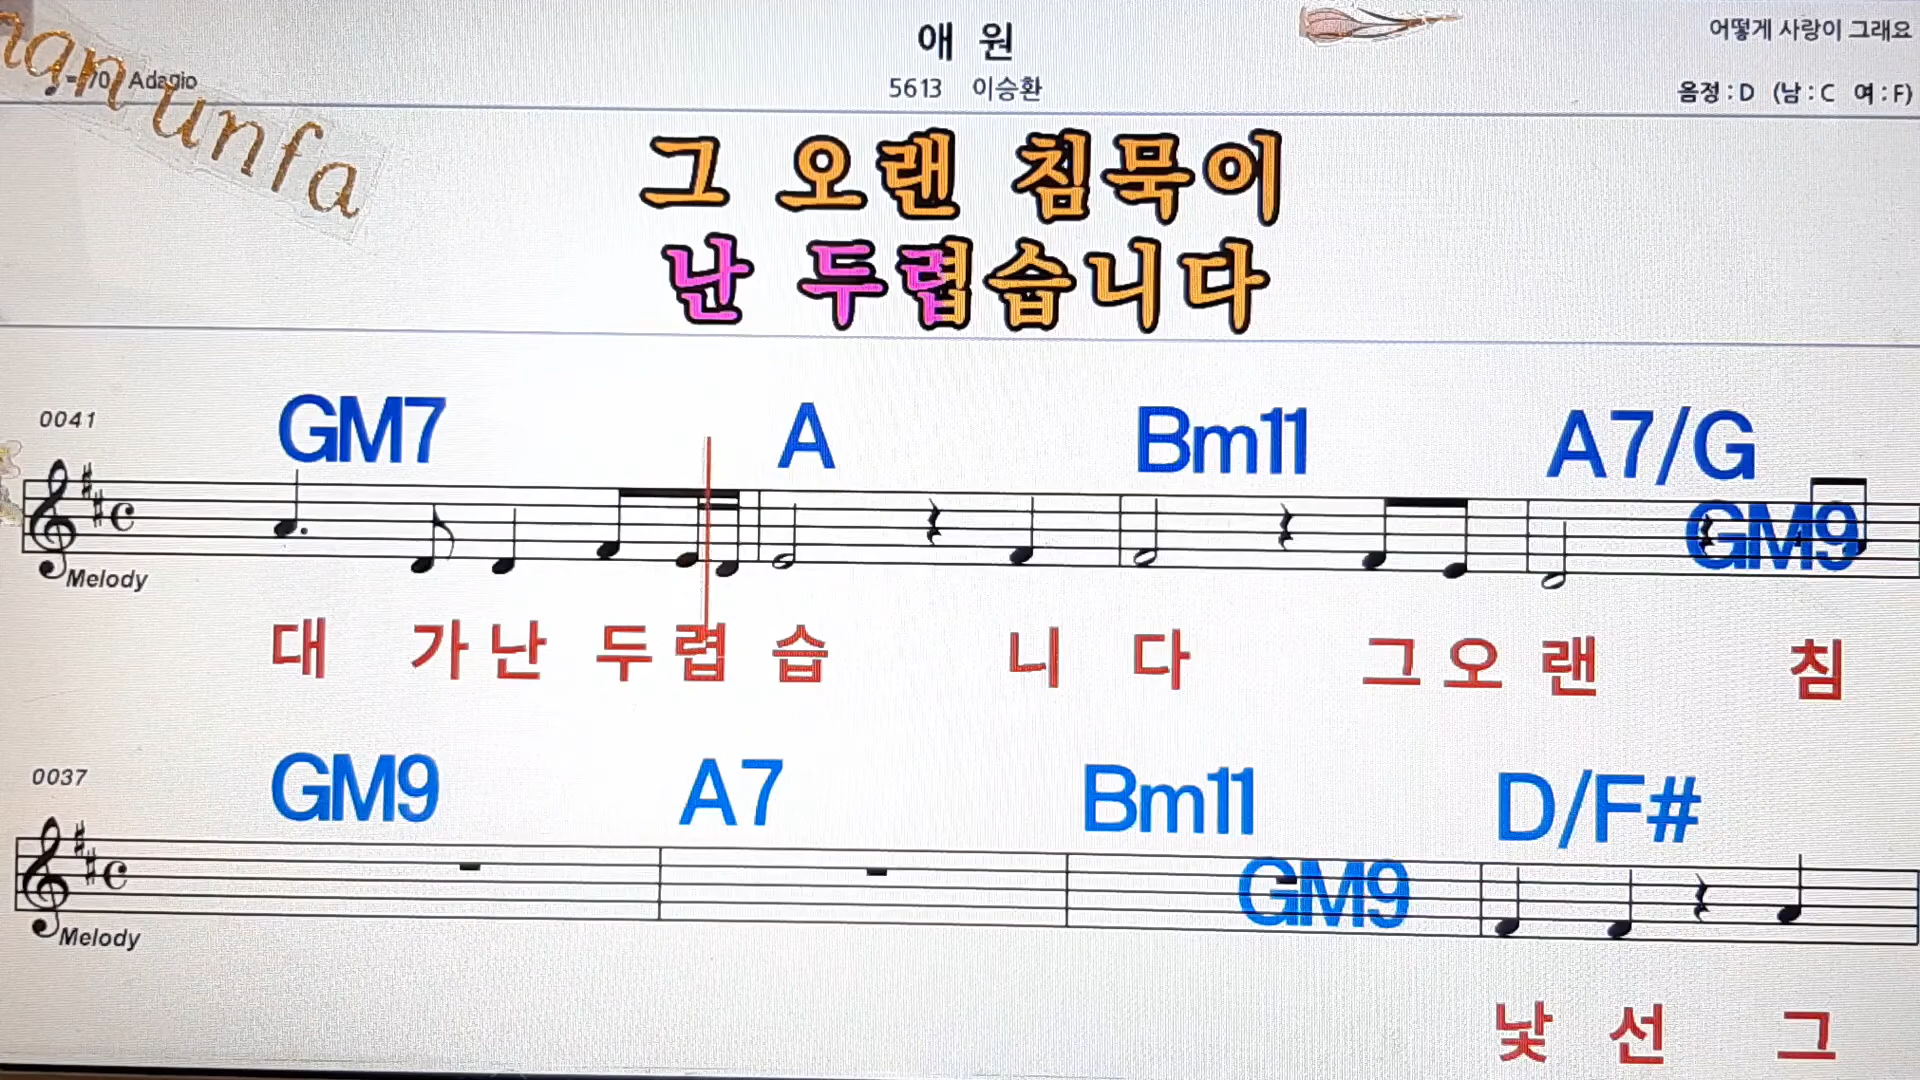 애 원
어떻게 사랑이 그래요
5613 이승환
Adagio
음정 : D (남 : C 여 : F)
unfa
그 오랜 침묵이
난 두렵습니다
0041
GM7 A Bm11 A7/G
GM9
Melody
대 가 난 두 렵 습 니 다 그 오 랜 침
0037
GM9 A7 Bm11 D/F#
GM9
Melody
낯 선 그